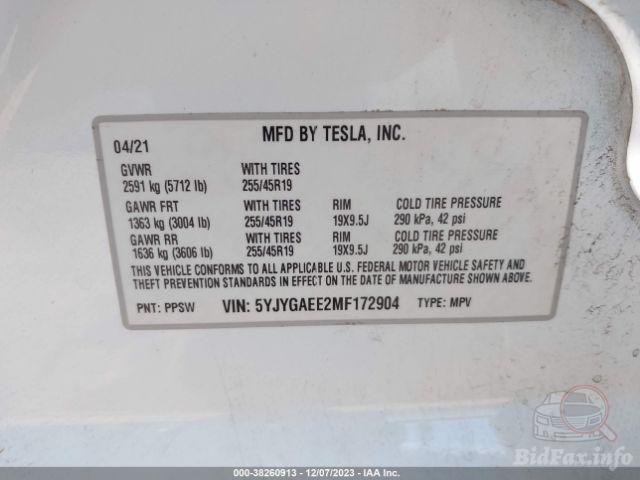 MFD BY TESLA, INC.
04/21
GVWR WITH TIRES
2591 kg (5712 lb) 255/45R19
GAWR FRT WITH TIRES RIM COLD TIRE PRESSURE
1363 kg (3004 lb) 255/45R19 19X9.5J 290 kPa, 42 psi
GAWR RR WITH TIRES RIM COLD TIRE PRESSURE
1636 kg (3606 lb) 255/45R19 19X9.5J 290 kPa, 42 psi
THIS VEHICLE CONFORMS TO ALL APPLICABLE U.S. FEDERAL MOTOR VEHICLE SAFETY AND
THEFT PREVENTION STANDARDS IN EFFECT ON THE DATE OF MANUFACTURE SHOWN ABOVE.
PNT: PPSW VIN: 5YJYGAEE2MF172904 TYPE: MPV
BidFax.info
000-38260913 - 12/07/2023 - IAA Inc.